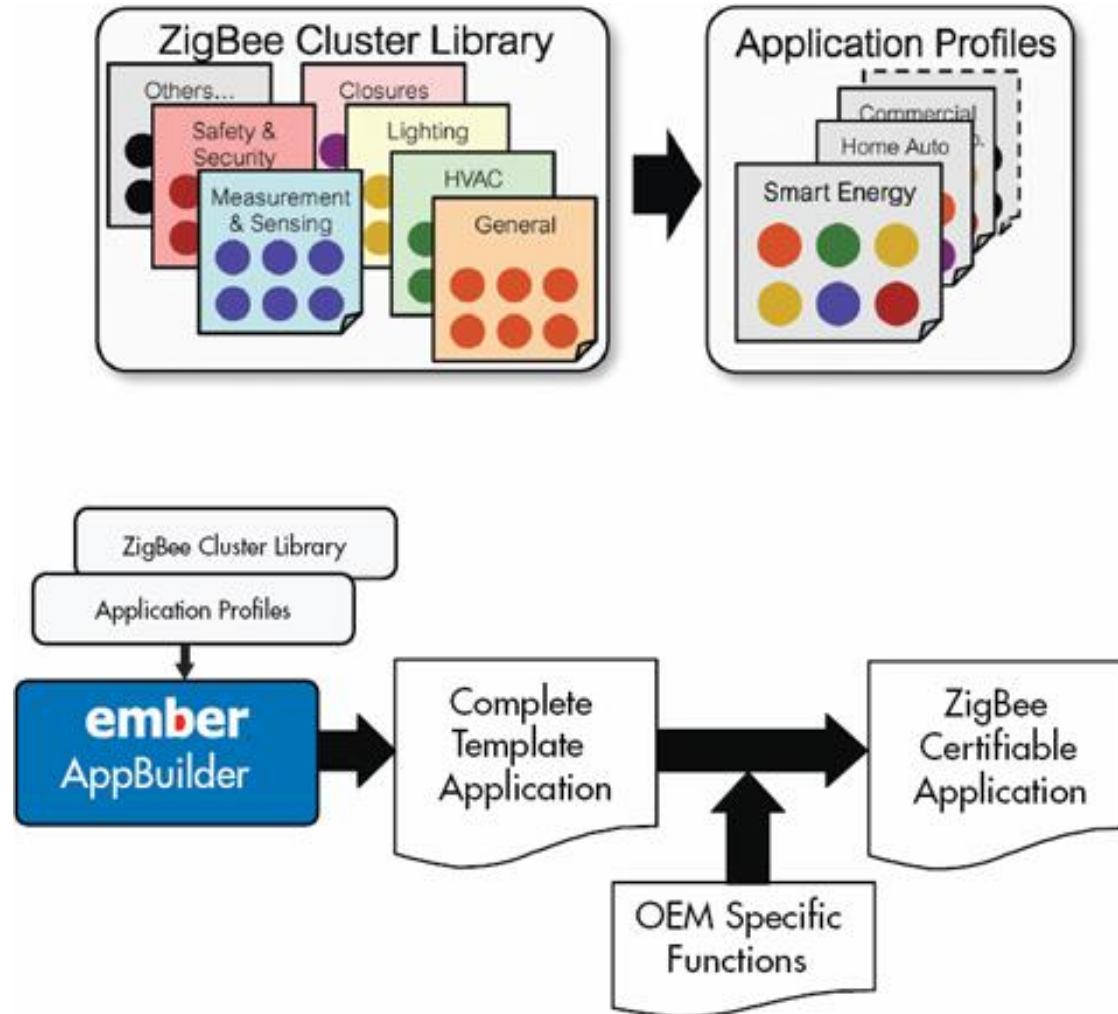 ZigBee Cluster Library
Others...
Closures
Safety &
Security
Lighting
Measurement
& Sensing
HVAC
General
Application Profiles
Commercial
Home Auto
Smart Energy
ZigBee Cluster Library
Application Profiles
ember
AppBuilder
Complete
Template
Application
ZigBee
Certifiable
Application
OEM Specific
Functions